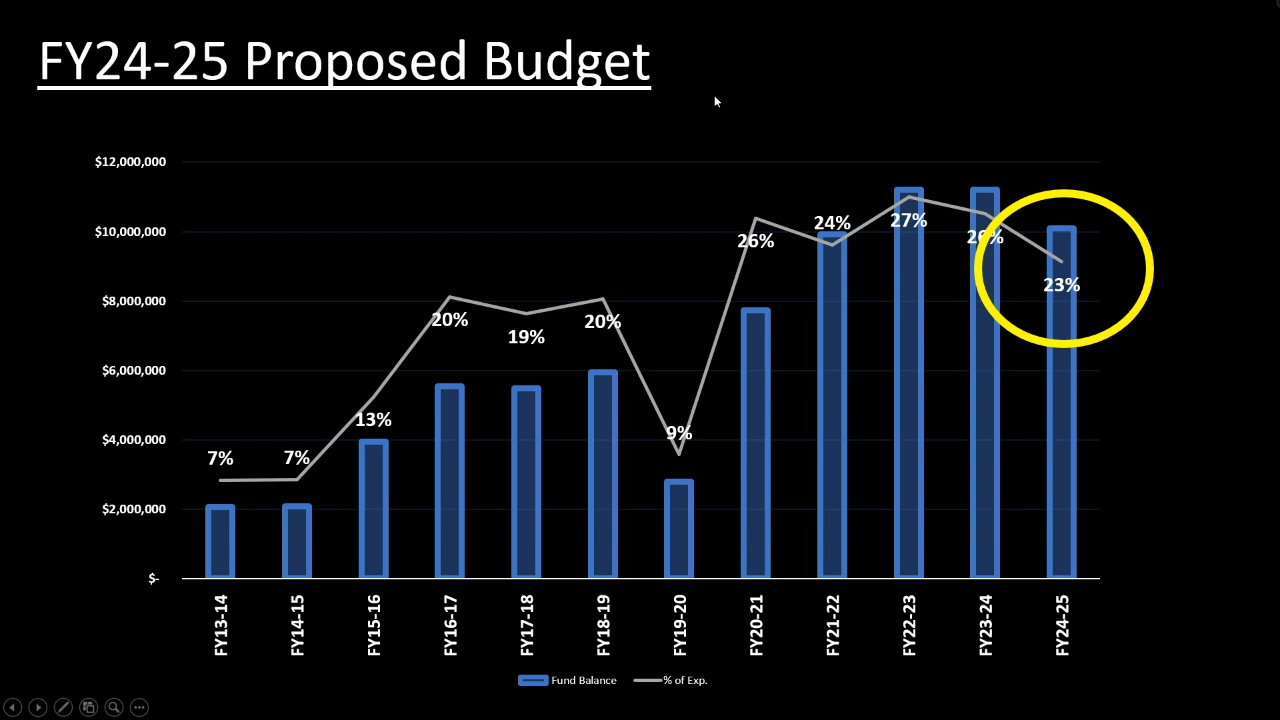 FY24-25 Proposed Budget
$12,000,000
$10,000,000
$8,000,000
$6,000,000
$4,000,000
$2,000,000
$-
7%
7%
13%
20%
19%
20%
9%
26%
24%
27%
26%
23%
FY13-14
FY14-15
FY15-16
FY16-17
FY17-18
FY18-19
FY19-20
FY20-21
FY21-22
FY22-23
FY23-24
FY24-25
Fund Balance
% of Exp.